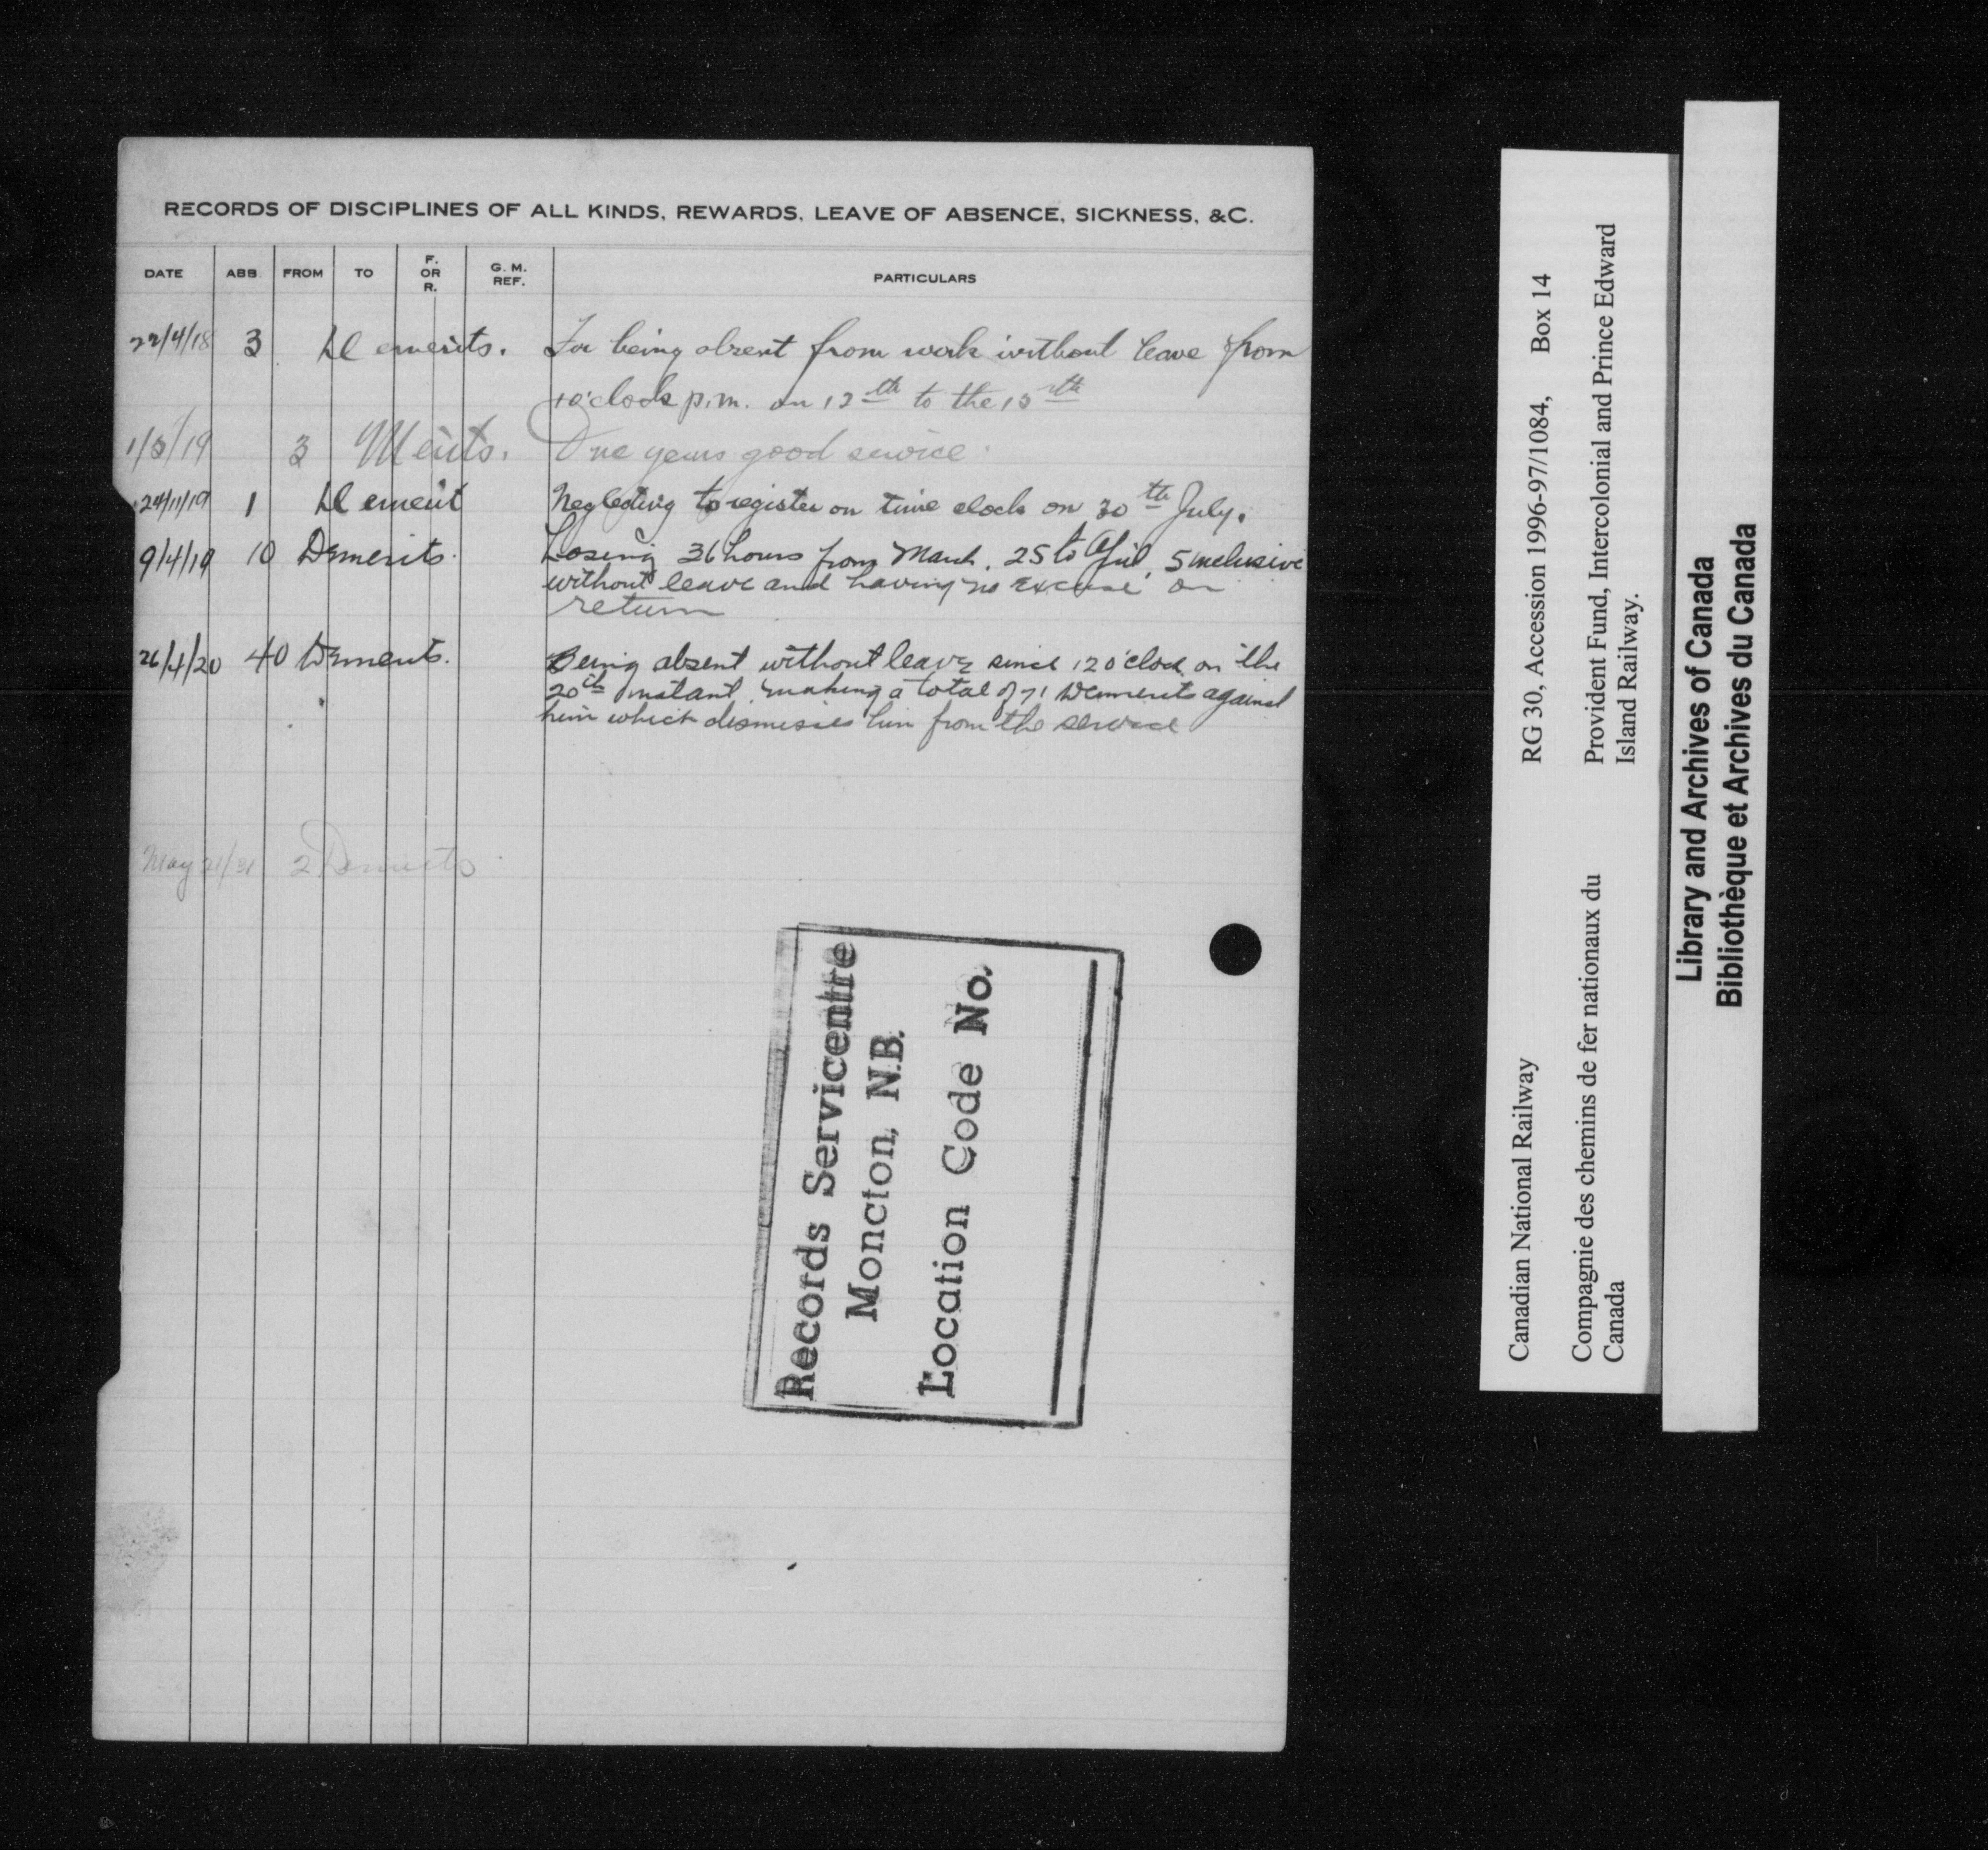 RECORDS OF DISCIPLINES OF ALL KINDS, REWARDS, LEAVE OF ABSENCE, SICKNESS, &C.
DATE ABB. FROM TO F. OR R. G. M. REF. PARTICULARS
22/4/18 3 Demerits. For being absent from work without leave from
1 o'clock p.m. on 12th to the 15th
1/5/19 3 Merits. One years good service.
24/11/19 1 Demerit Neglecting to register on time clock on 30th July.
9/4/19 10 Demerits. Losing 36 hours from March. 25 to April, 5 inclusive
without leave and having no excuse on
return
26/4/20 40 Demerits. Being absent without leave since 12 o'clock on the
20th instant, making a total of 71 Demerits against
him which dismisses him from the service
May 21/31 2 Demerits
Records Servicentre
Moncton, N.B.
Location Code No.
Canadian National Railway RG 30, Accession 1996-97/1084, Box 14
Compagnie des chemins de fer nationaux du Canada
Provident Fund, Intercolonial and Prince Edward Island Railway.
Library and Archives of Canada
Bibliothèque et Archives du Canada